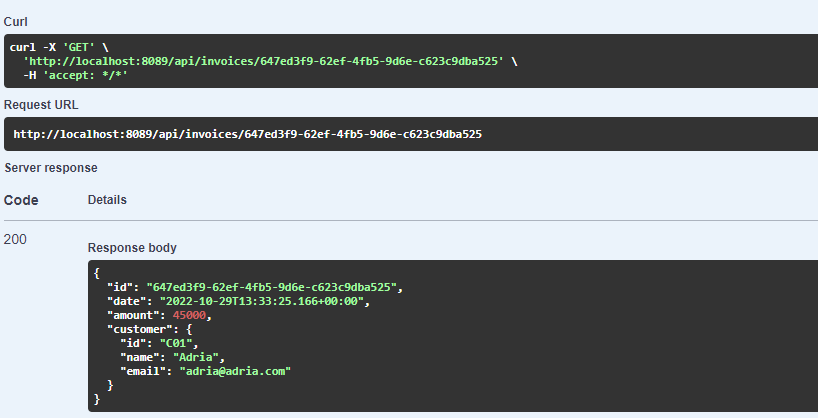 Curl
curl -X 'GET' \
  'http://localhost:8089/api/invoices/647ed3f9-62ef-4fb5-9d6e-c623c9dba525' \
  -H 'accept: */*'
Request URL
http://localhost:8089/api/invoices/647ed3f9-62ef-4fb5-9d6e-c623c9dba525
Server response
Code Details
200
Response body
{
  "id": "647ed3f9-62ef-4fb5-9d6e-c623c9dba525",
  "date": "2022-10-29T13:33:25.166+00:00",
  "amount": 45000,
  "customer": {
    "id": "C01",
    "name": "Adria",
    "email": "adria@adria.com"
  }
}